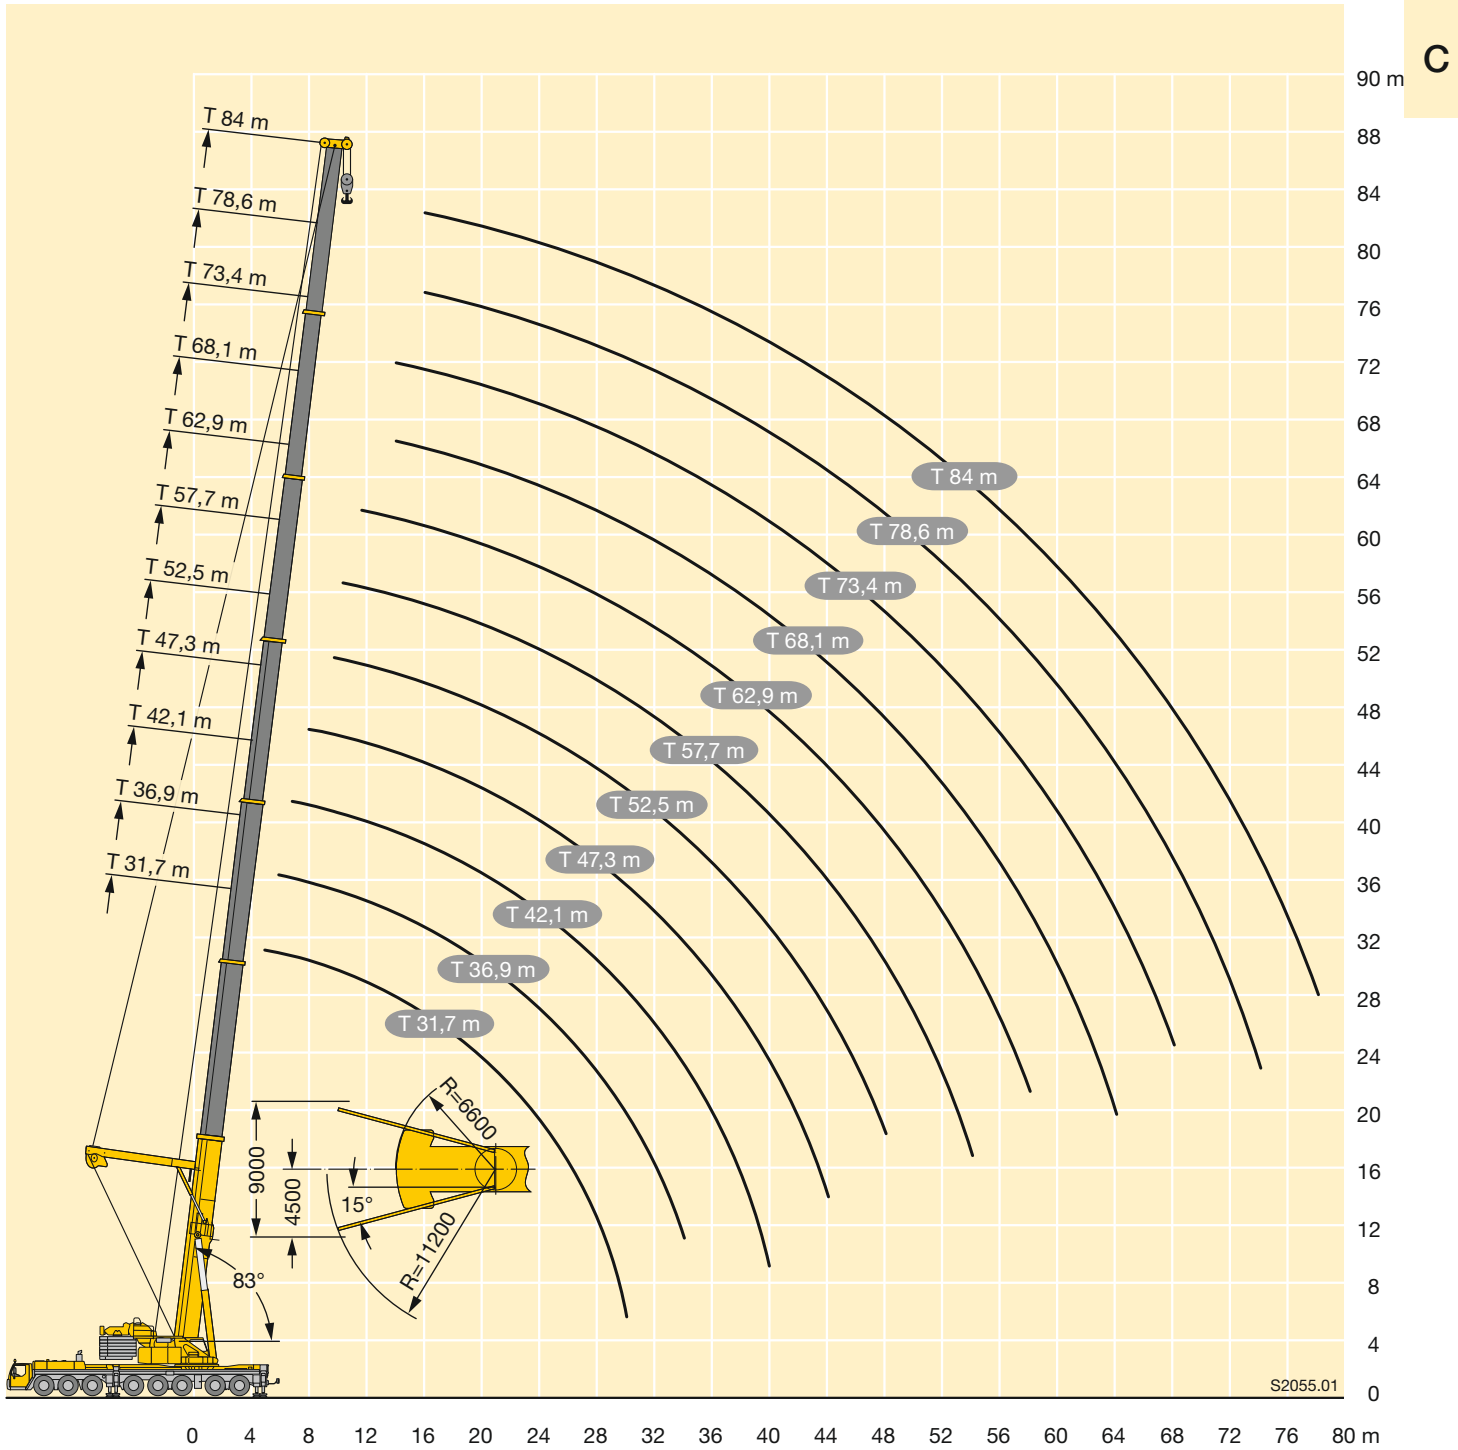 C
90 m
88
84
80
76
72
68
64
60
56
52
48
44
40
36
32
28
24
20
16
12
8
4
0
T 84 m
T 78,6 m
T 73,4 m
T 68,1 m
T 62,9 m
T 57,7 m
T 52,5 m
T 47,3 m
T 42,1 m
T 36,9 m
T 31,7 m
T 84 m
T 78,6 m
T 73,4 m
T 68,1 m
T 62,9 m
T 57,7 m
T 52,5 m
T 47,3 m
T 42,1 m
T 36,9 m
T 31,7 m
R=6600
9000
4500
15°
R=11200
83°
S2055.01
0 4 8 12 16 20 24 28 32 36 40 44 48 52 56 60 64 68 72 76 80 m